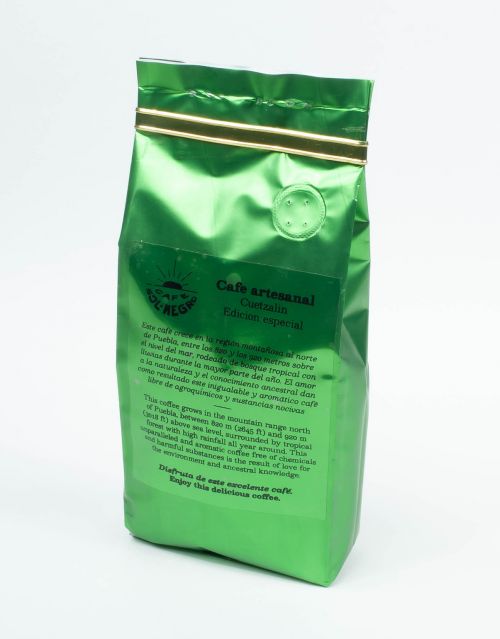 CAFE
SOL·NEGRO
Cafe artesanal
Cuetzalin
Edicion especial
Este café crece en la región montañosa al norte
de Puebla, entre los 820 y los 920 metros sobre
el nivel del mar, rodeado de bosque tropical con
lluvias durante la mayor parte del año. El amor
a la naturaleza y el conocimiento ancestral dan
como resultado este inigualable y aromático café
libre de agroquímicos y sustancias nocivas
This coffee grows in the mountain range north
of Puebla, between 820 m (2645 ft) and 920 m
(3018 ft) above sea level, surrounded by tropical
forest with high rainfall all year around. This
unparalleled and aromatic coffee free of chemicals
and harmful substances is the result of love for
the environment and ancestral knowledge.
Disfruta de este excelente café.
Enjoy this delicious coffee.